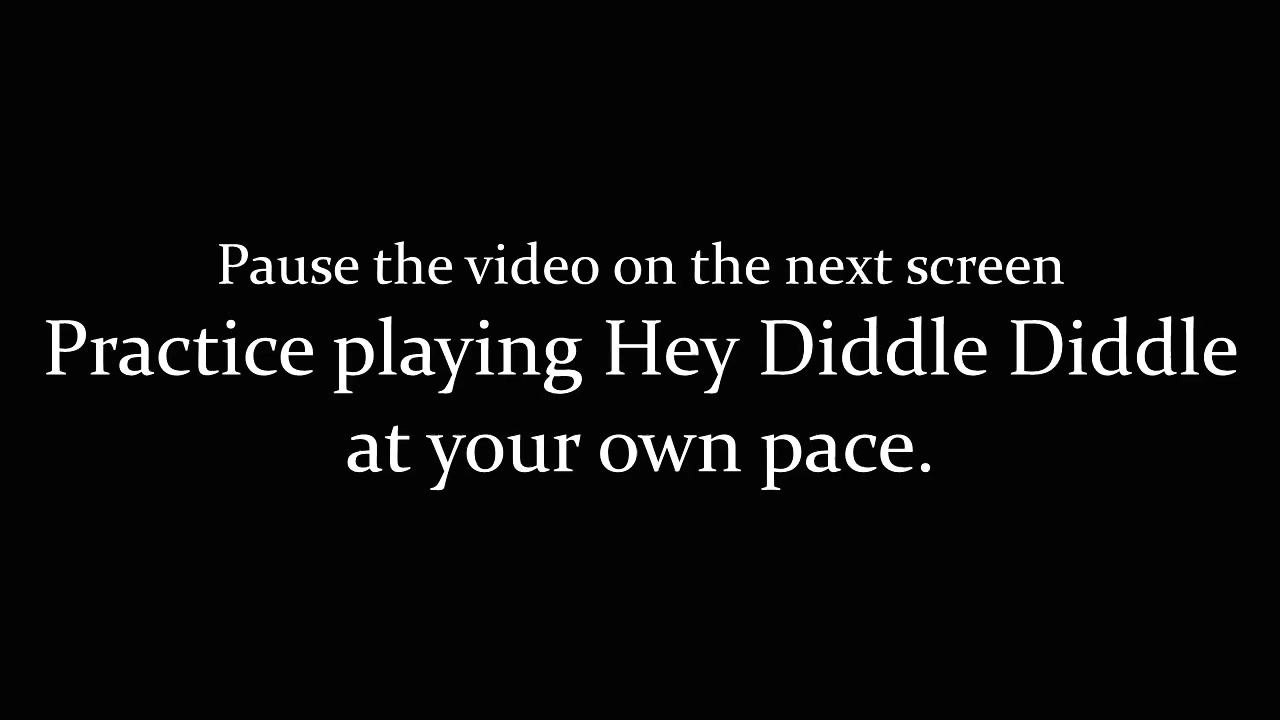 Pause the video on the next screen
Practice playing Hey Diddle Diddle
at your own pace.